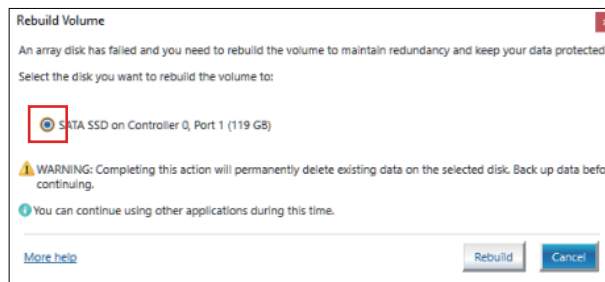 Rebuild Volume
An array disk has failed and you need to rebuild the volume to maintain redundancy and keep your data protected
Select the disk you want to rebuild the volume to:
SATA SSD on Controller 0, Port 1 (119 GB)
WARNING: Completing this action will permanently delete existing data on the selected disk. Back up data befo
continuing.
You can continue using other applications during this time.
More help
Rebuild
Cancel